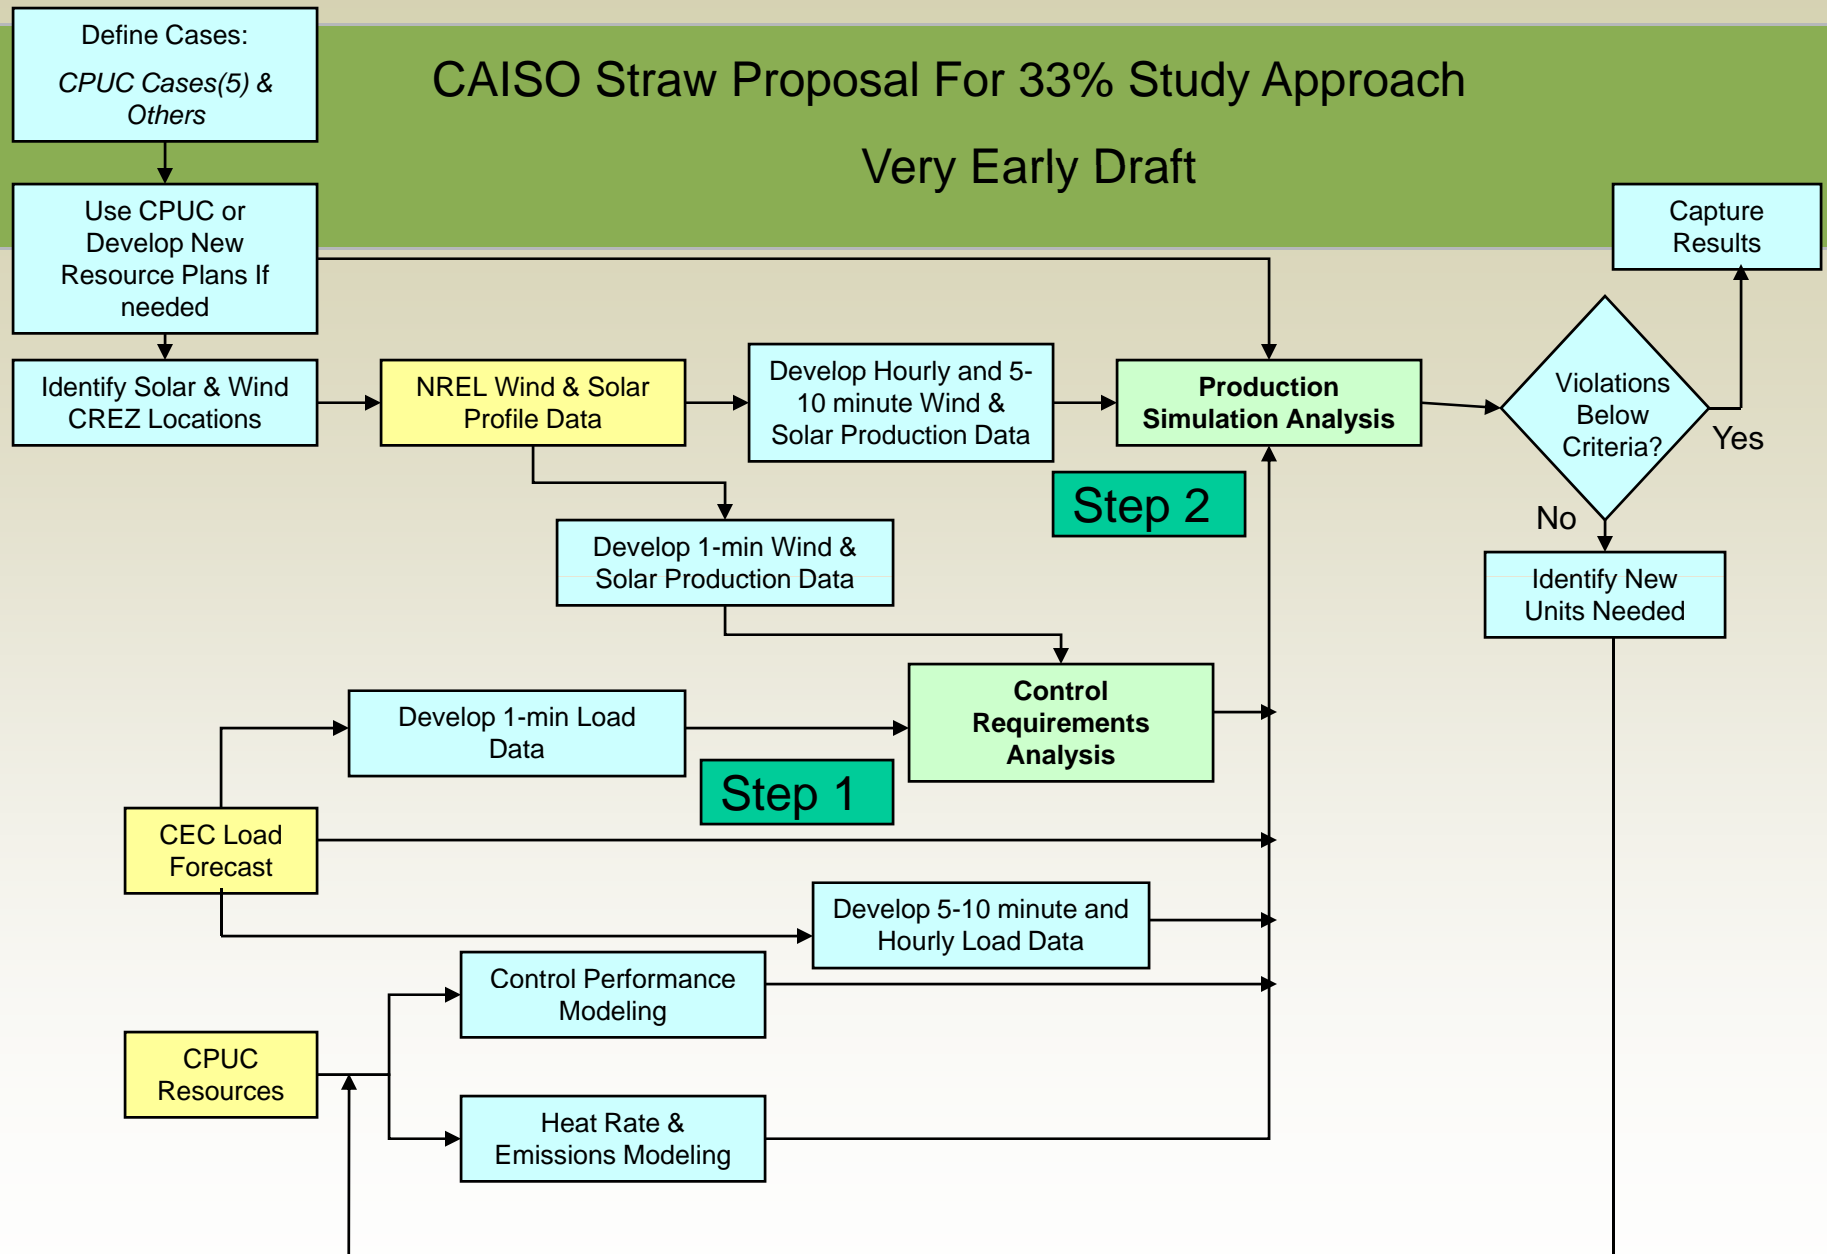 Define Cases:
CPUC Cases(5) &
Others
CAISO Straw Proposal For 33% Study Approach
Very Early Draft
Use CPUC or
Develop New
Resource Plans If
needed
Capture
Results
Identify Solar & Wind
CREZ Locations
NREL Wind & Solar
Profile Data
Develop Hourly and 5-
10 minute Wind &
Solar Production Data
Production
Simulation Analysis
Violations
Below
Criteria?
Yes
No
Step 2
Develop 1-min Wind &
Solar Production Data
Identify New
Units Needed
Develop 1-min Load
Data
Control
Requirements
Analysis
Step 1
CEC Load
Forecast
Develop 5-10 minute and
Hourly Load Data
Control Performance
Modeling
CPUC
Resources
Heat Rate &
Emissions Modeling